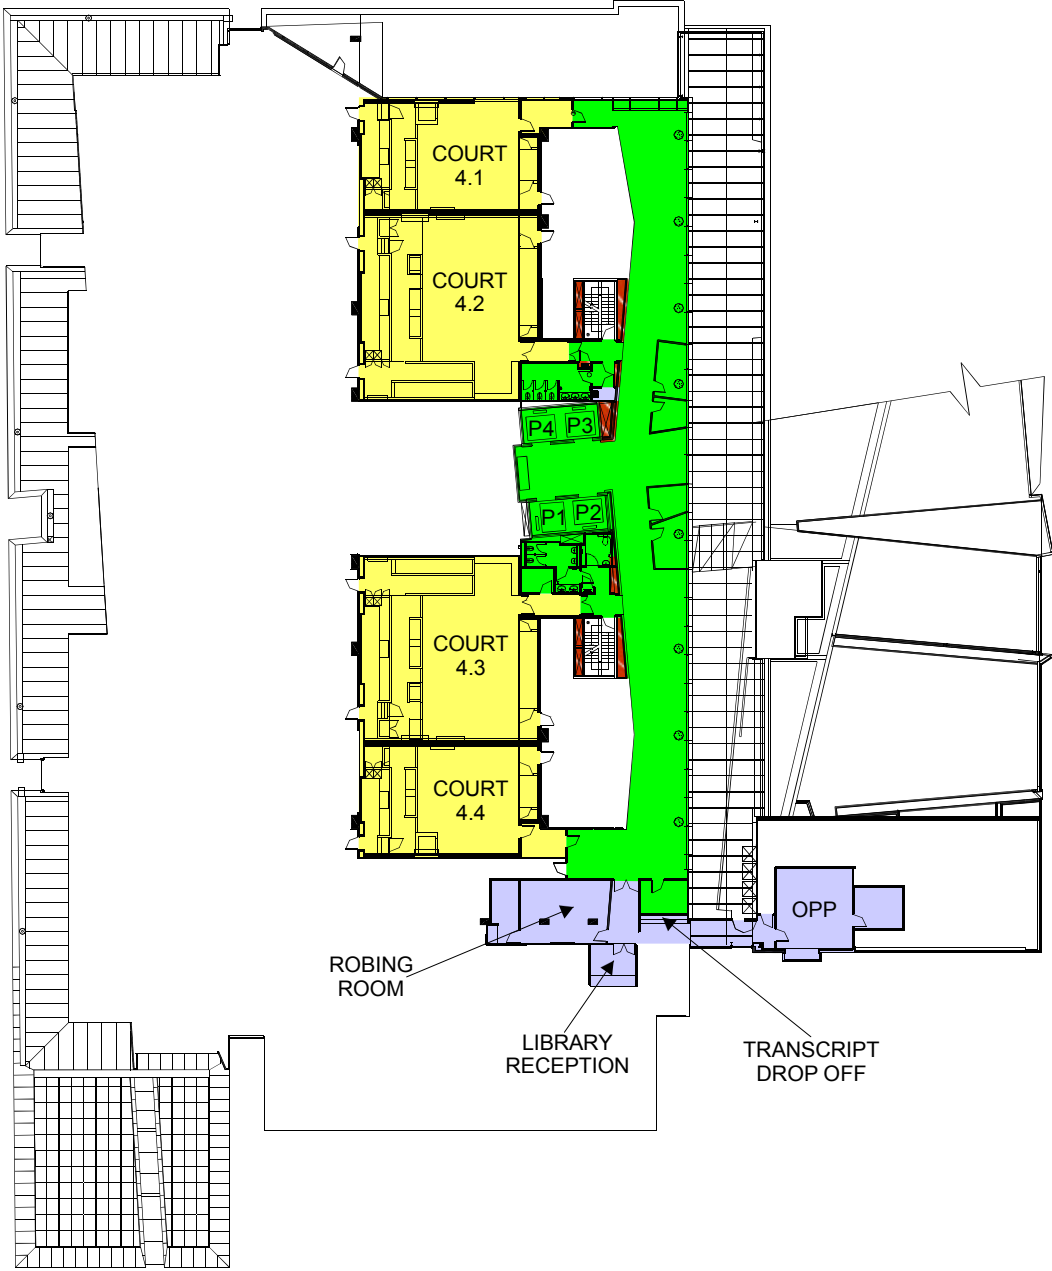 COURT
4.1
COURT
4.2
P4 P3
P1 P2
COURT
4.3
COURT
4.4
OPP
ROBING
ROOM
LIBRARY
RECEPTION
TRANSCRIPT
DROP OFF